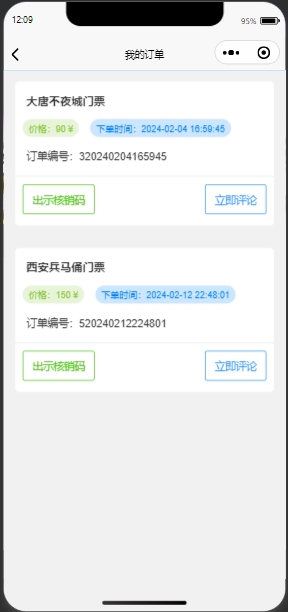 12:09
95%
我的订单
大唐不夜城门票
价格：90 ¥
下单时间：2024-02-04 16:59:45
订单编号：320240204165945
出示核销码
立即评论
西安兵马俑门票
价格：150 ¥
下单时间：2024-02-12 22:48:01
订单编号：520240212224801
出示核销码
立即评论